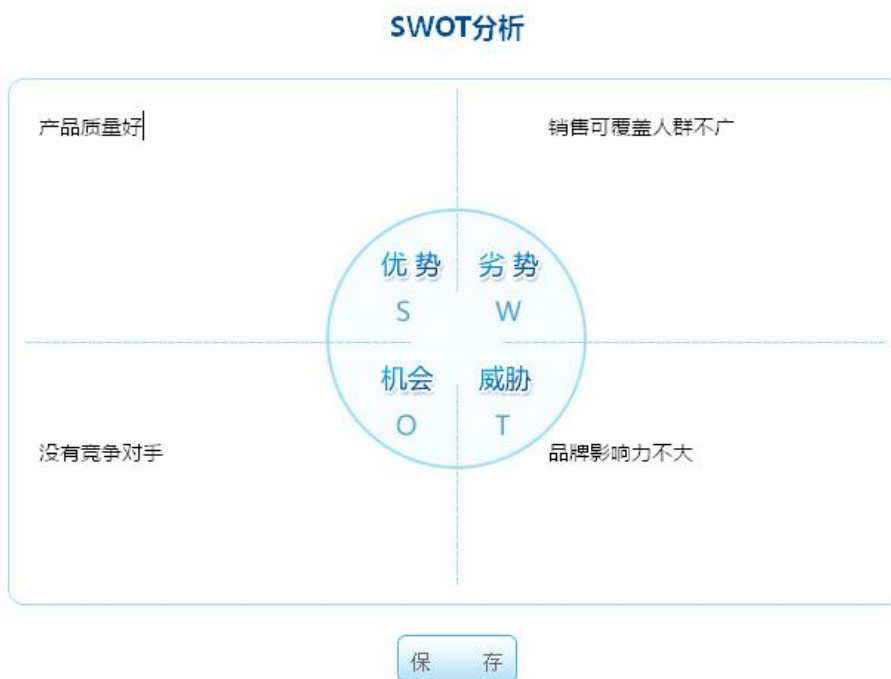 SWOT分析
产品质量好
销售可覆盖人群不广
优势
劣势
S
W
机会
威胁
O
T
没有竞争对手
品牌影响力不大
保 存